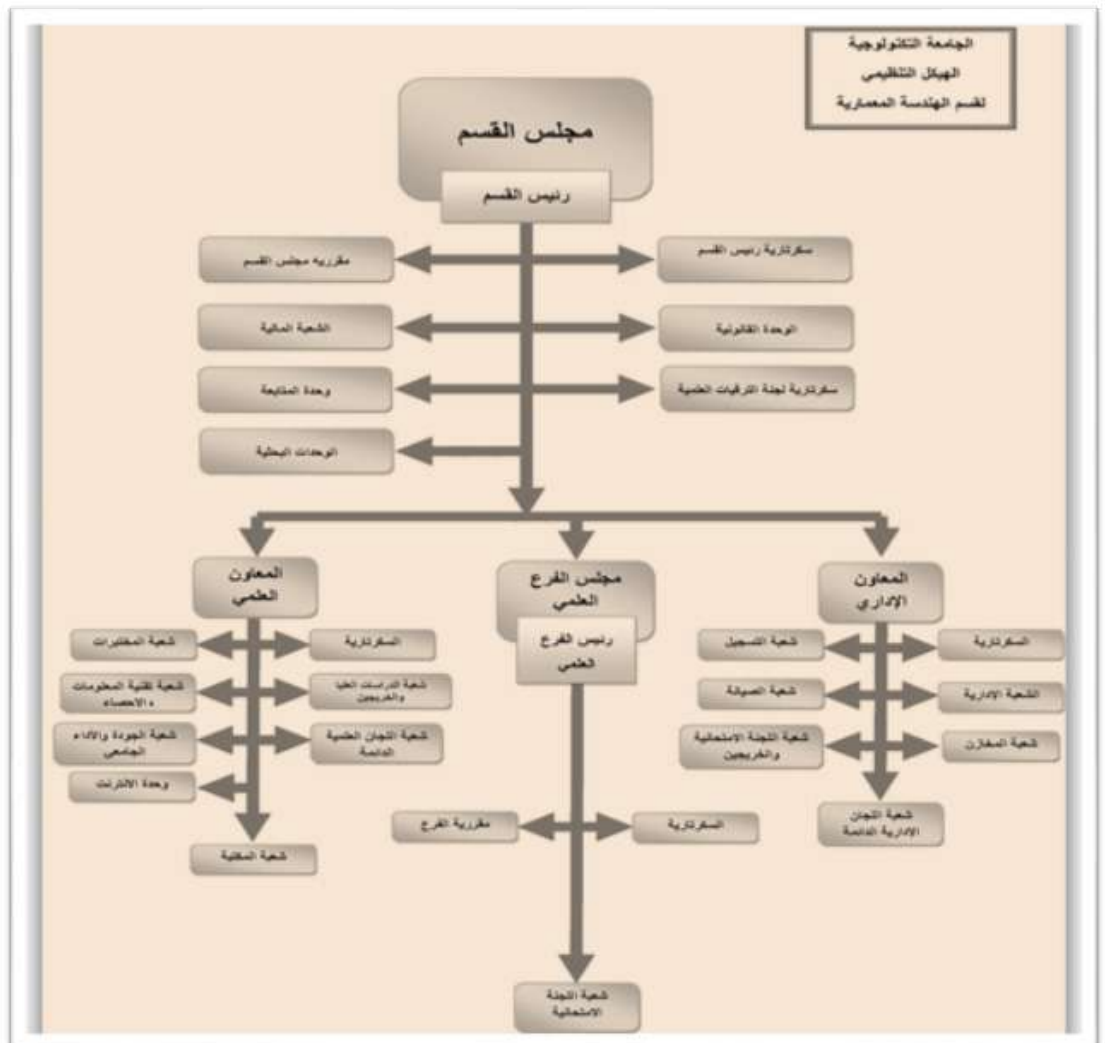 الجامعة التكنولوجية
الهيكل التنظيمي
لقسم الهندسة المعمارية
مجلس القسم
رئيس القسم
سكرتارية رئيس القسم
مقرريه مجلس القسم
الوحدة القانونية
الشعبة المالية
سكرتارية لجنة الترقيات العلمية
وحدة المتابعة
الوحدات البحثية
المعاون
الإداري
السكرتارية
شعبة التسجيل
الشعبة الإدارية
شعبة الصيانة
شعبة المخازن
شعبة اللجنة الامتحانية
والخريجين
شعبة اللجان
الإدارية الدائمة
مجلس الفرع
العلمي
رئيس الفرع
العلمي
السكرتارية
مقررية الفرع
شعبة اللجنة
الامتحانية
المعاون
العلمي
السكرتارية
شعبة المختبرات
شعبة الدراسات العليا
والخريجين
شعبة تقنية المعلومات
والاحصاء
شعبة اللجان العلمية
الدائمة
شعبة الجودة والأداء
الجامعي
وحدة الأنترنت
شعبة المكتبة